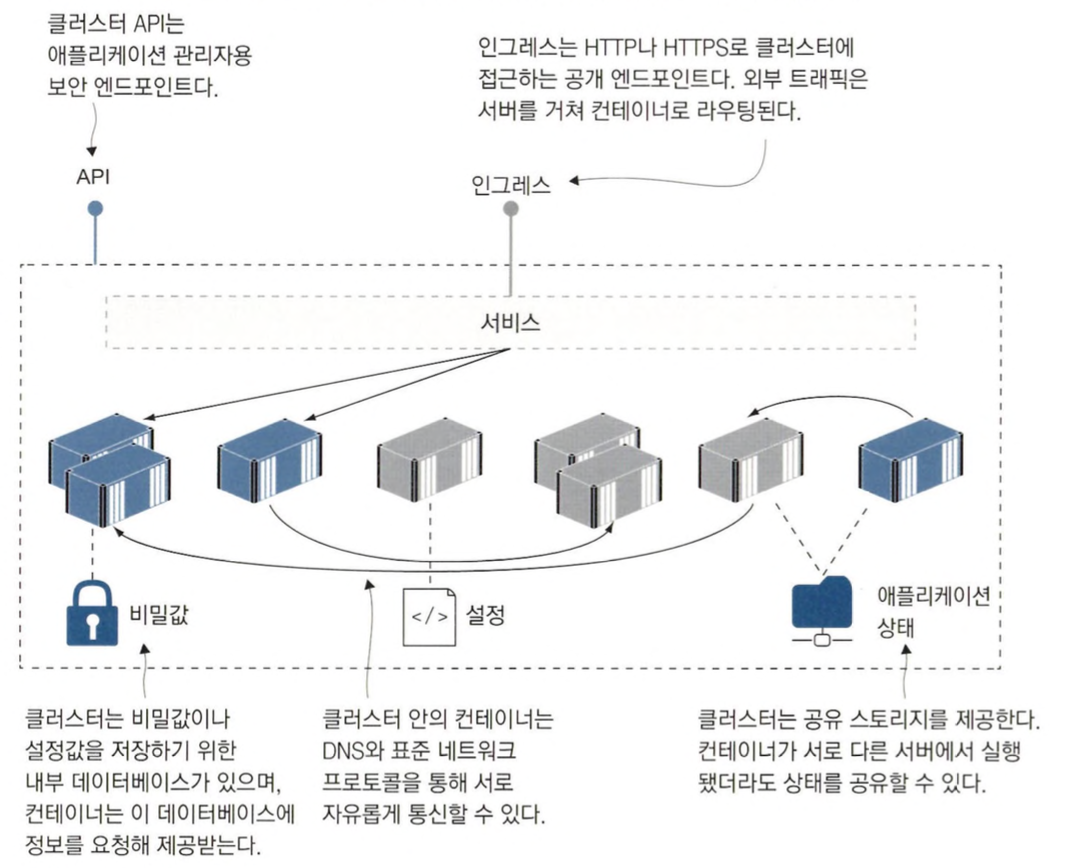 클러스터 API는
애플리케이션 관리자용
보안 엔드포인트다.
인그레스는 HTTP나 HTTPS로 클러스터에
접근하는 공개 엔드포인트다. 외부 트래픽은
서버를 거쳐 컨테이너로 라우팅된다.
API
인그레스
서비스
비밀값
</>
설정
애플리케이션
상태
클러스터는 비밀값이나
설정값을 저장하기 위한
내부 데이터베이스가 있으며,
컨테이너는 이 데이터베이스에
정보를 요청해 제공받는다.
클러스터 안의 컨테이너는
DNS와 표준 네트워크
프로토콜을 통해 서로
자유롭게 통신할 수 있다.
클러스터는 공유 스토리지를 제공한다.
컨테이너가 서로 다른 서버에서 실행
됐더라도 상태를 공유할 수 있다.